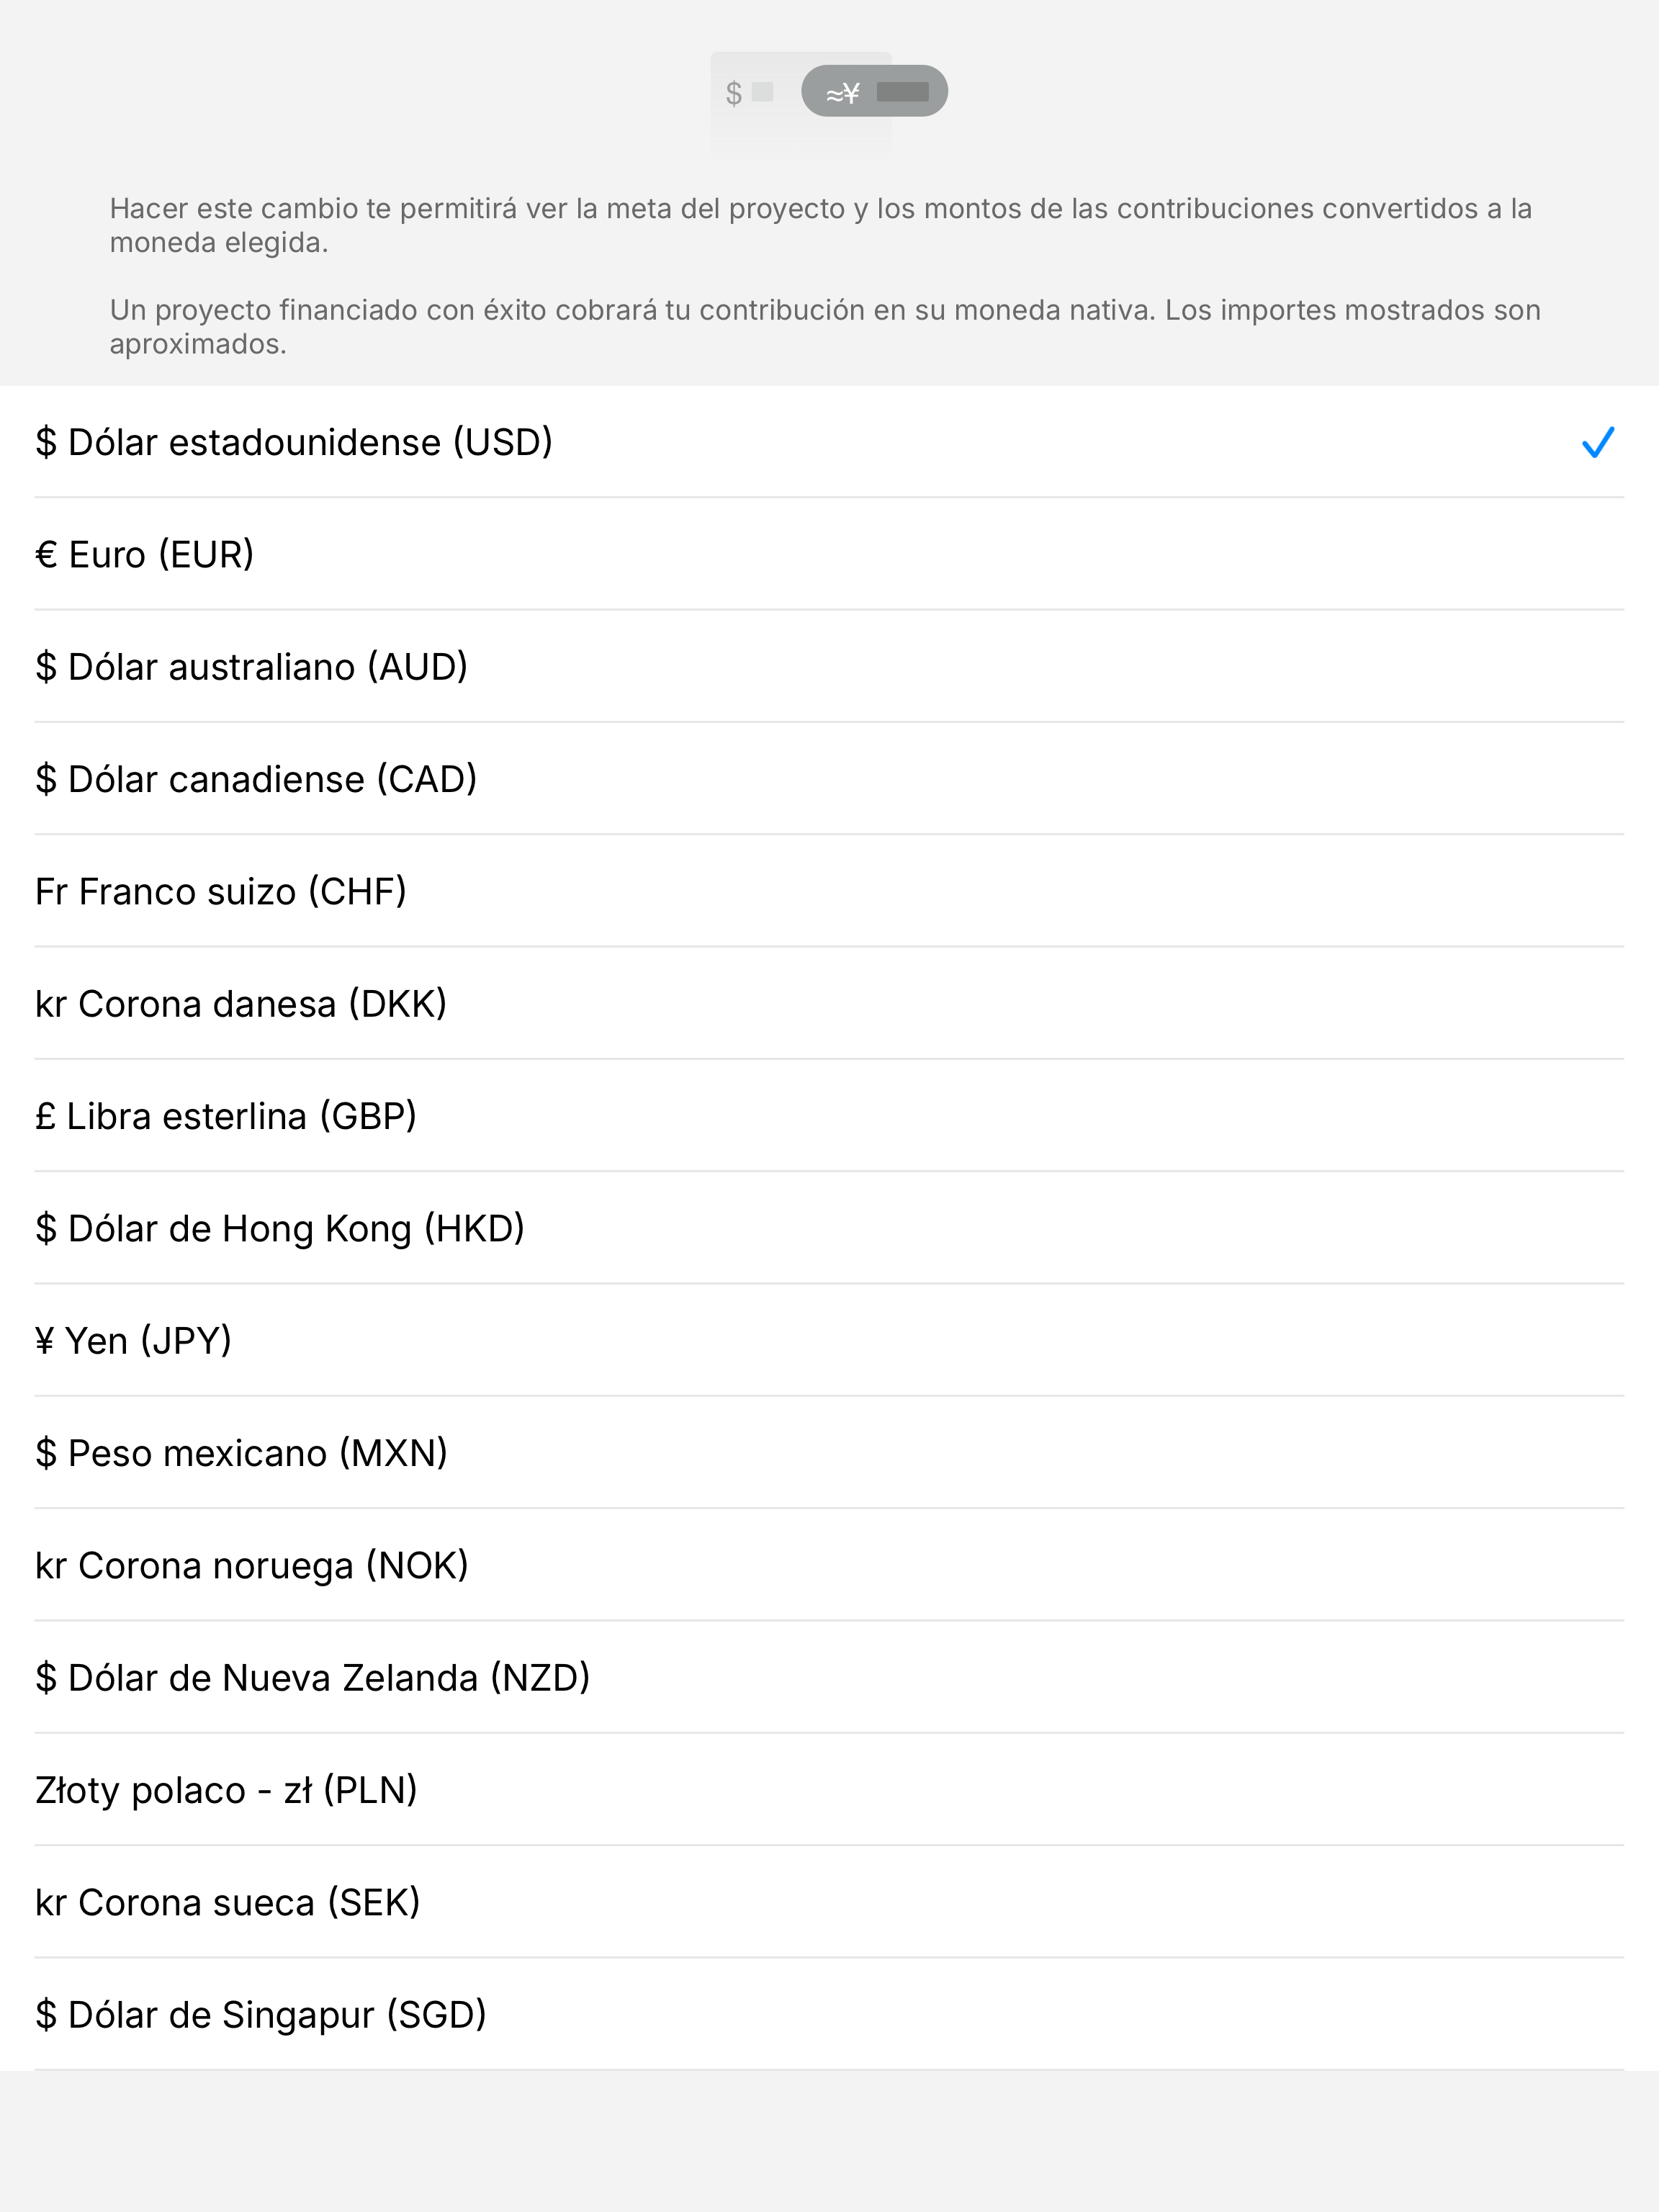 $ ≈¥
Hacer este cambio te permitirá ver la meta del proyecto y los montos de las contribuciones convertidos a la
moneda elegida.
Un proyecto financiado con éxito cobrará tu contribución en su moneda nativa. Los importes mostrados son
aproximados.
$ Dólar estadounidense (USD)
€ Euro (EUR)
$ Dólar australiano (AUD)
$ Dólar canadiense (CAD)
Fr Franco suizo (CHF)
kr Corona danesa (DKK)
£ Libra esterlina (GBP)
$ Dólar de Hong Kong (HKD)
¥ Yen (JPY)
$ Peso mexicano (MXN)
kr Corona noruega (NOK)
$ Dólar de Nueva Zelanda (NZD)
Złoty polaco - zł (PLN)
kr Corona sueca (SEK)
$ Dólar de Singapur (SGD)